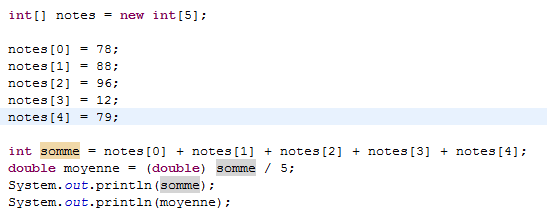 int[] notes = new int[5];
notes[0] = 78;
notes[1] = 88;
notes[2] = 96;
notes[3] = 12;
notes[4] = 79;
int somme = notes[0] + notes[1] + notes[2] + notes[3] + notes[4];
double moyenne = (double) somme / 5;
System.out.println(somme);
System.out.println(moyenne);